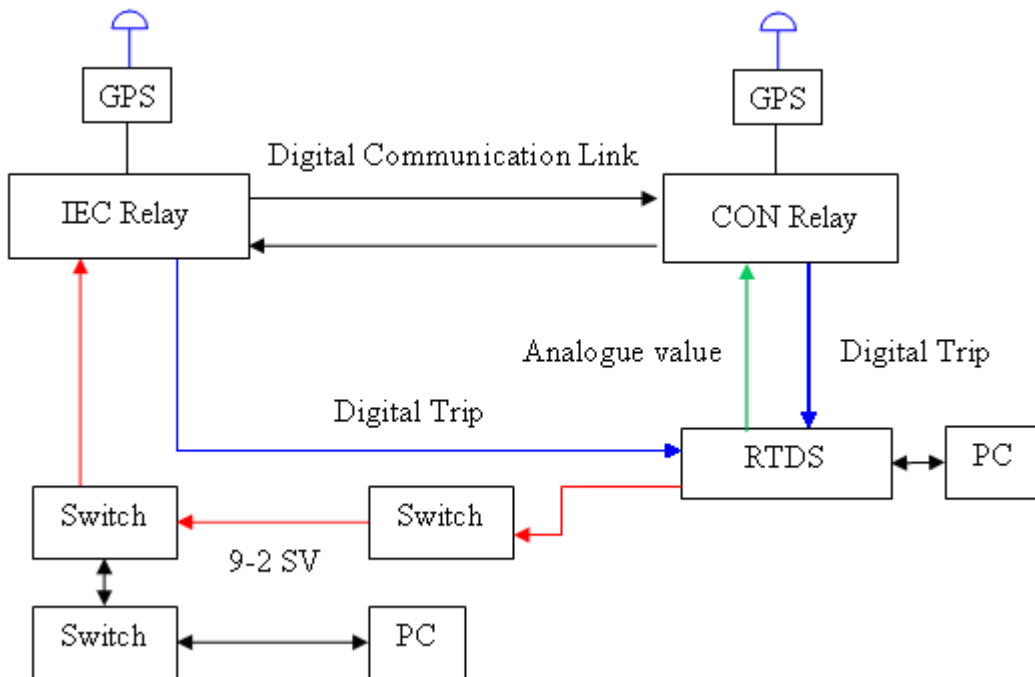 GPS
GPS
Digital Communication Link
IEC Relay
CON Relay
Analogue value
Digital Trip
Digital Trip
RTDS
PC
Switch
Switch
9-2 SV
Switch
PC